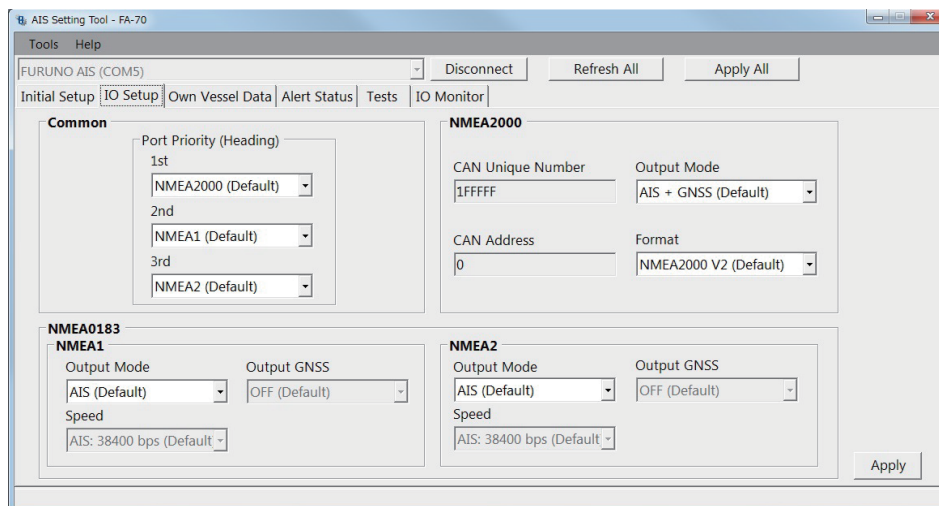 AIS Setting Tool - FA-70
Tools Help
FURUNO AIS (COM5) Disconnect Refresh All Apply All
Initial Setup IO Setup Own Vessel Data Alert Status Tests IO Monitor
Common
Port Priority (Heading)
1st
NMEA2000 (Default)
2nd
NMEA1 (Default)
3rd
NMEA2 (Default)
NMEA2000
CAN Unique Number Output Mode
1FFFFF AIS + GNSS (Default)
CAN Address Format
0 NMEA2000 V2 (Default)
NMEA0183
NMEA1
Output Mode Output GNSS
AIS (Default) OFF (Default)
Speed
AIS: 38400 bps (Default
NMEA2
Output Mode Output GNSS
AIS (Default) OFF (Default)
Speed
AIS: 38400 bps (Default
Apply